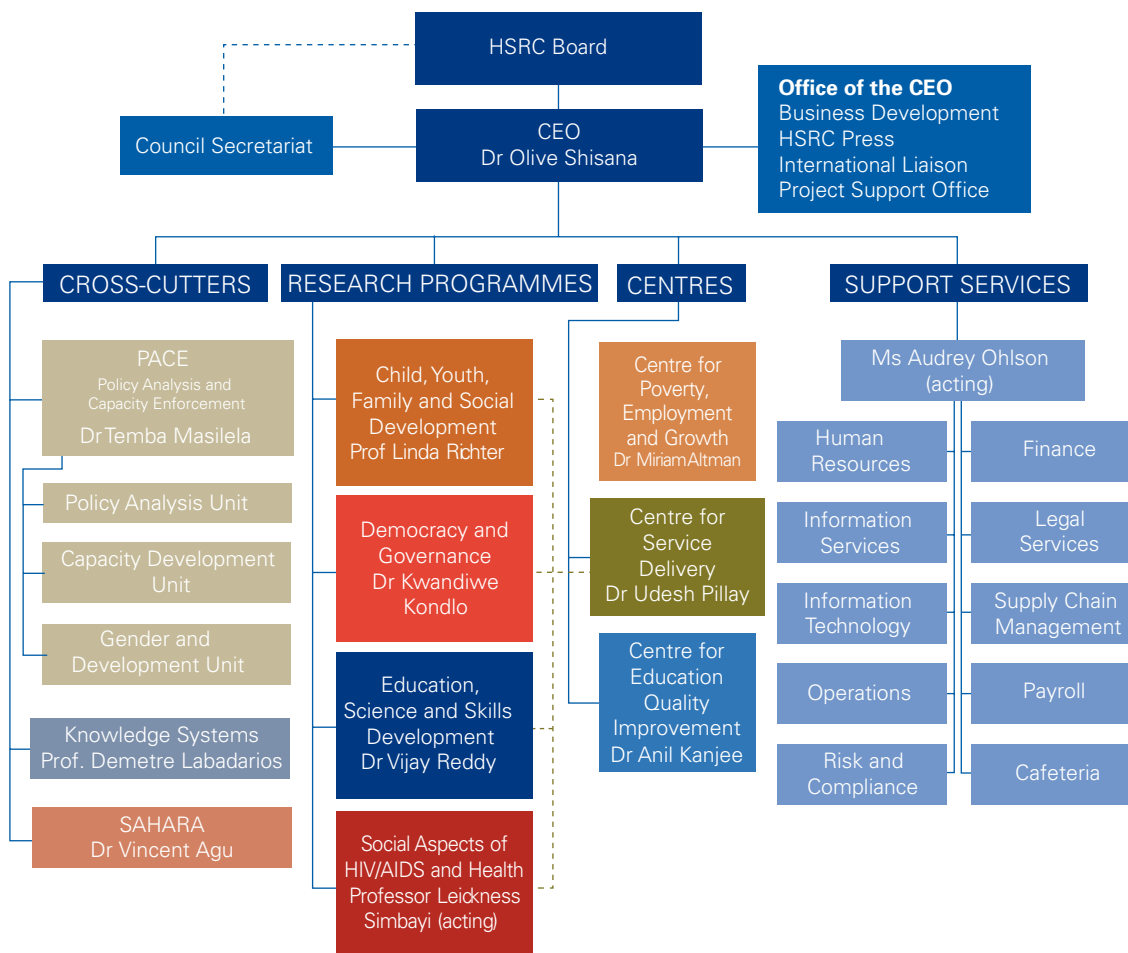 HSRC Board
Office of the CEO
Business Development
HSRC Press
International Liaison
Project Support Office
Council Secretariat
CEO
Dr Olive Shisana
CROSS-CUTTERS
RESEARCH PROGRAMMES
CENTRES
SUPPORT SERVICES
PACE
Policy Analysis and
Capacity Enforcement
Dr Temba Masilela
Policy Analysis Unit
Capacity Development
Unit
Gender and
Development Unit
Knowledge Systems
Prof. Demetre Labadarios
SAHARA
Dr Vincent Agu
Child, Youth,
Family and Social
Development
Prof Linda Richter
Democracy and
Governance
Dr Kwandiwe
Kondlo
Education,
Science and Skills
Development
Dr Vijay Reddy
Social Aspects of
HIV/AIDS and Health
Professor Leickness
Simbayi (acting)
Centre for
Poverty,
Employment
and Growth
Dr Miriam Altman
Centre for
Service
Delivery
Dr Udesh Pillay
Centre for
Education
Quality
Improvement
Dr Anil Kanjee
Ms Audrey Ohlson
(acting)
Human
Resources
Finance
Information
Services
Legal
Services
Information
Technology
Supply Chain
Management
Operations
Payroll
Risk and
Compliance
Cafeteria